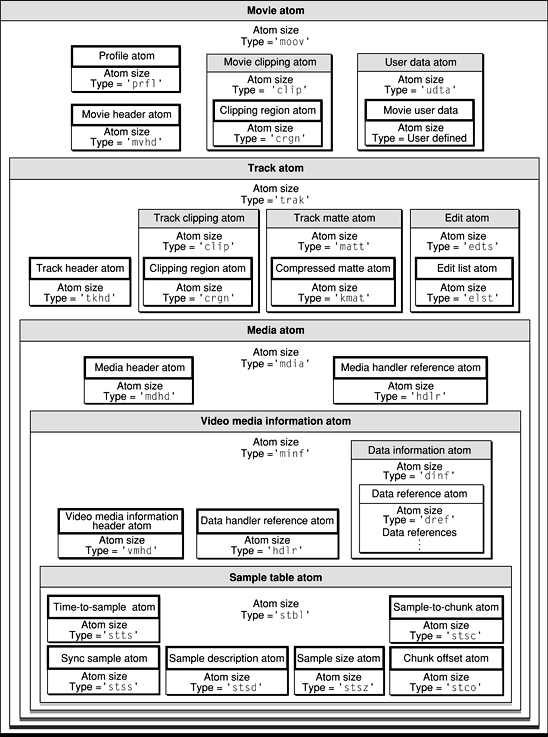 Movie atom
Atom size
Type = 'moov'
Profile atom
Atom size
Type = 'prfl'
Movie header atom
Atom size
Type = 'mvhd'
Movie clipping atom
Atom size
Type = 'clip'
Clipping region atom
Atom size
Type = 'crgn'
User data atom
Atom size
Type = 'udta'
Movie user data
Atom size
Type = User defined
Track atom
Atom size
Type = 'trak'
Track header atom
Atom size
Type = 'tkhd'
Track clipping atom
Atom size
Type = 'clip'
Clipping region atom
Atom size
Type = 'crgn'
Track matte atom
Atom size
Type = 'matt'
Compressed matte atom
Atom size
Type = 'kmat'
Edit atom
Atom size
Type = 'edts'
Edit list atom
Atom size
Type = 'elst'
Media atom
Atom size
Type = 'mdia'
Media header atom
Atom size
Type = 'mdhd'
Media handler reference atom
Atom size
Type = 'hdlr'
Video media information atom
Atom size
Type = 'minf'
Video media information
header atom
Atom size
Type = 'vmhd'
Data handler reference atom
Atom size
Type = 'hdlr'
Data information atom
Atom size
Type = 'dinf'
Data reference atom
Atom size
Type = 'dref'
Data references
Sample table atom
Atom size
Type = 'stbl'
Time-to-sample atom
Atom size
Type = 'stts'
Sample-to-chunk atom
Atom size
Type = 'stsc'
Sync sample atom
Atom size
Type = 'stss'
Sample description atom
Atom size
Type = 'stsd'
Sample size atom
Atom size
Type = 'stsz'
Chunk offset atom
Atom size
Type = 'stco'